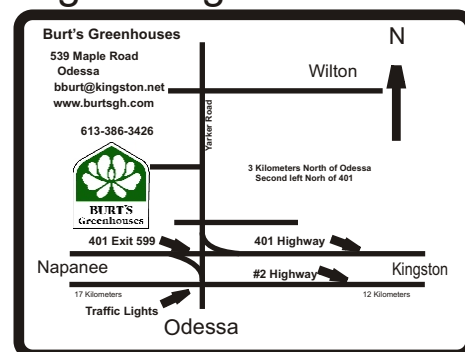 Burt's Greenhouses
539 Maple Road
Odessa
bburt@kingston.net
www.burtsgh.com
613-386-3426
N
Wilton
Yarker Road
3 Kilometers North of Odessa
Second left Norh of 401
BURT'S
Greenhouses
401 Exit 599
401 Highway
Napanee
#2 Highway
Kingston
17 Kilometers
12 Kilometers
Traffic Lights
Odessa